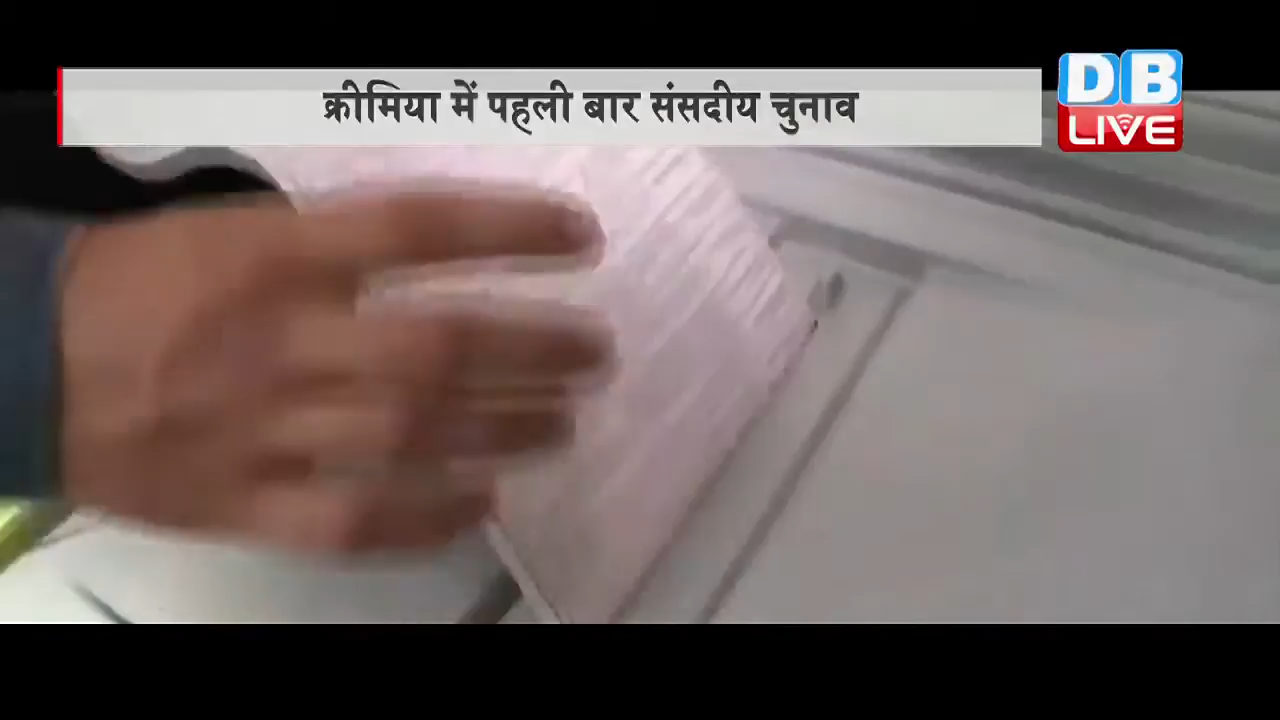 क्रीमिया में पहली बार संसदीय चुनाव
DB
LIVE